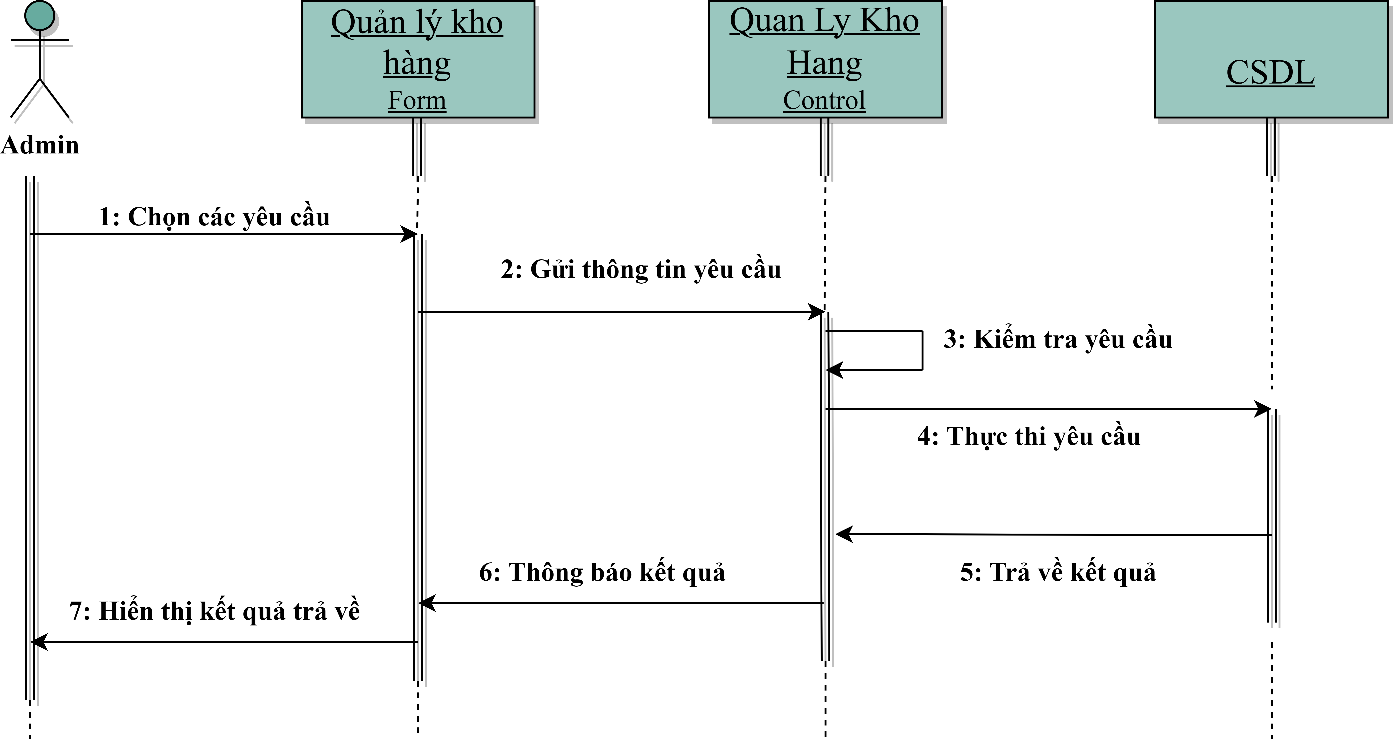 Quản lý kho
hàng
Form
Quan Ly Kho
Hang
Control
CSDL
Admin
1: Chọn các yêu cầu
2: Gửi thông tin yêu cầu
3: Kiểm tra yêu cầu
4: Thực thi yêu cầu
5: Trả về kết quả
6: Thông báo kết quả
7: Hiển thị kết quả trả về